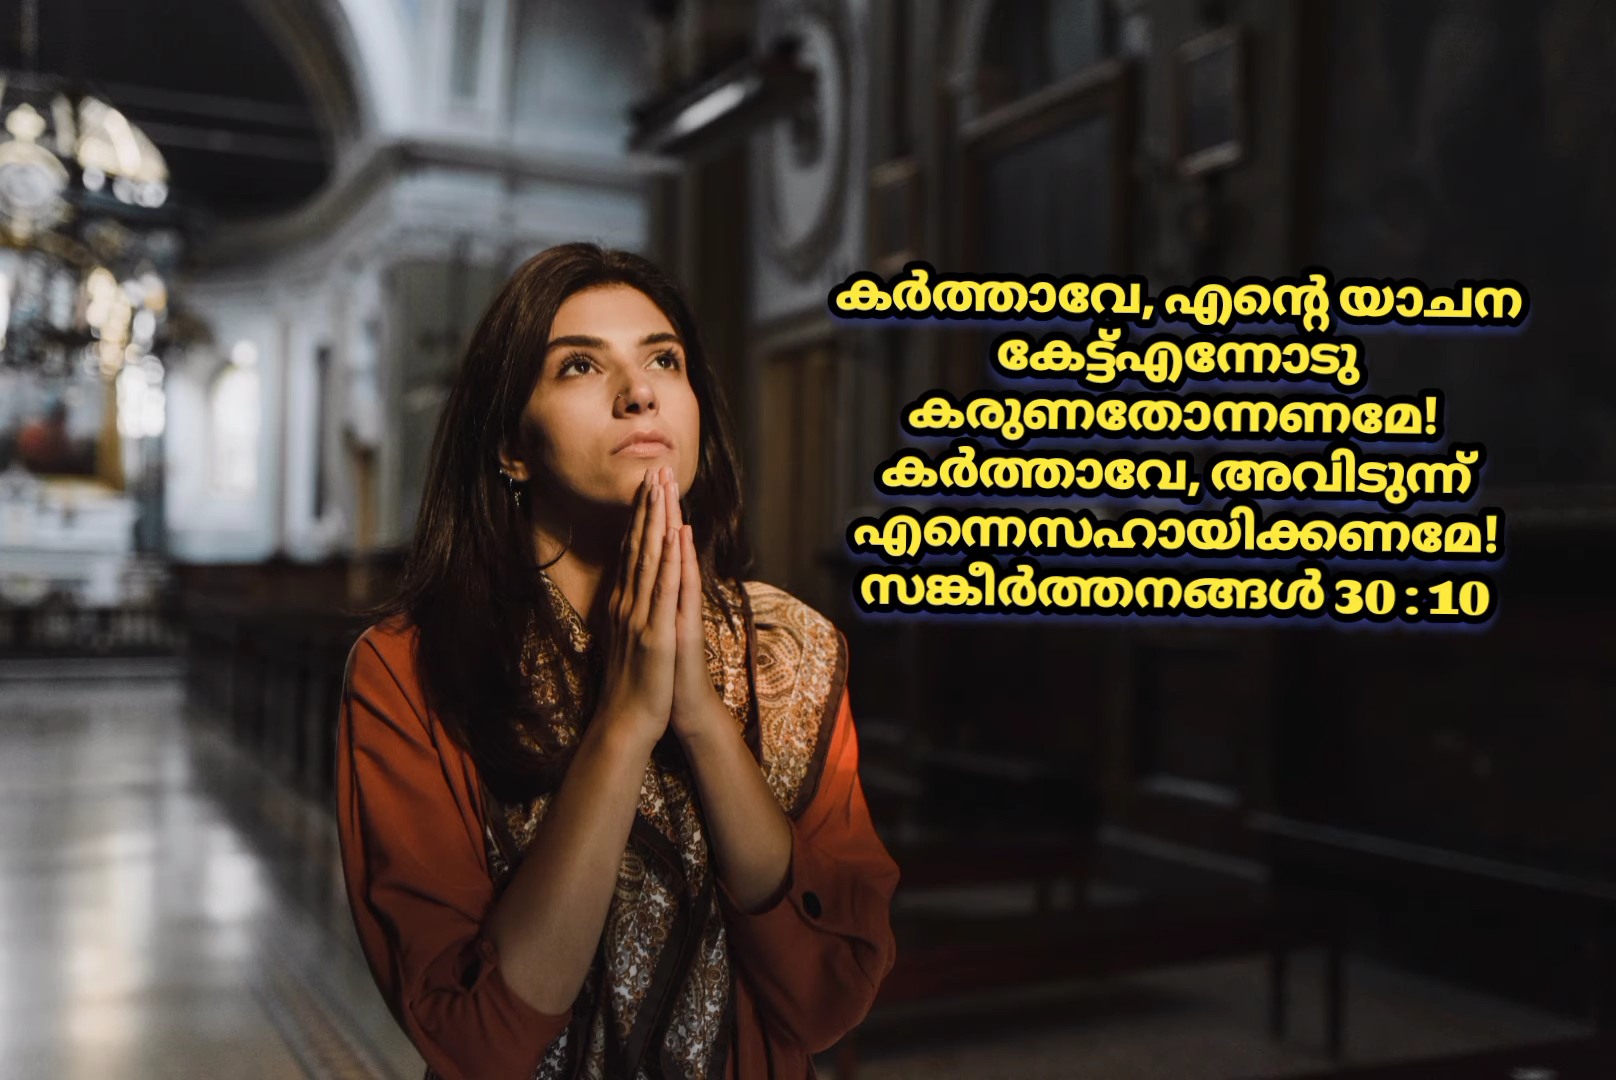 കർത്താവേ, എന്റെ യാചന
കേട്ട്എന്നോടു
കരുണതോന്നണമേ!
കർത്താവേ, അവിടുന്ന്
എന്നെസഹായിക്കണമേ!
സങ്കീർത്തനങ്ങൾ 30 : 10